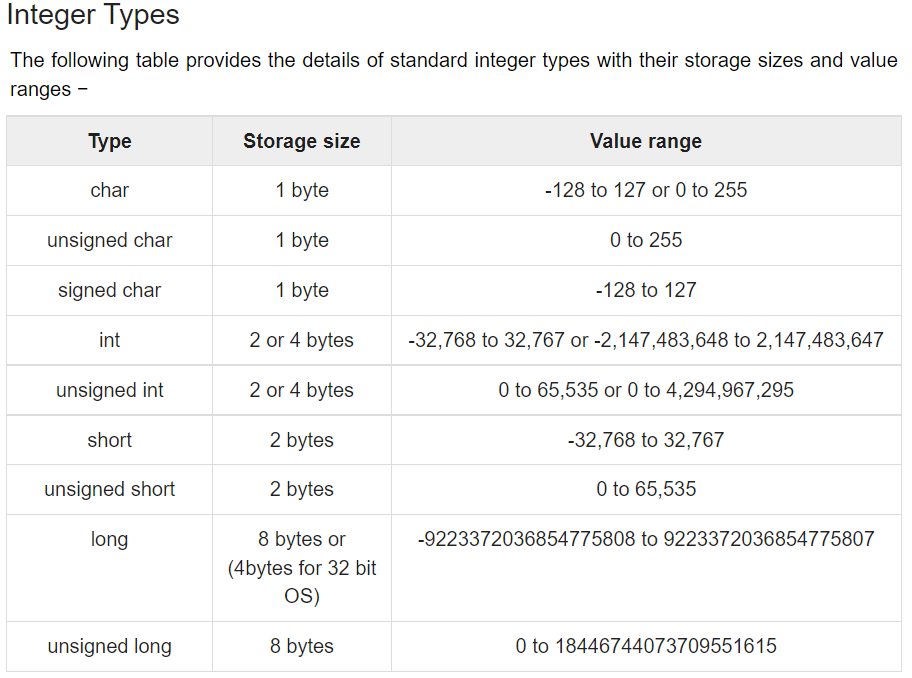 Integer Types
The following table provides the details of standard integer types with their storage sizes and value
ranges −
Type Storage size Value range
char 1 byte -128 to 127 or 0 to 255
unsigned char 1 byte 0 to 255
signed char 1 byte -128 to 127
int 2 or 4 bytes -32,768 to 32,767 or -2,147,483,648 to 2,147,483,647
unsigned int 2 or 4 bytes 0 to 65,535 or 0 to 4,294,967,295
short 2 bytes -32,768 to 32,767
unsigned short 2 bytes 0 to 65,535
long 8 bytes or -9223372036854775808 to 9223372036854775807
(4bytes for 32 bit
OS)
unsigned long 8 bytes 0 to 18446744073709551615